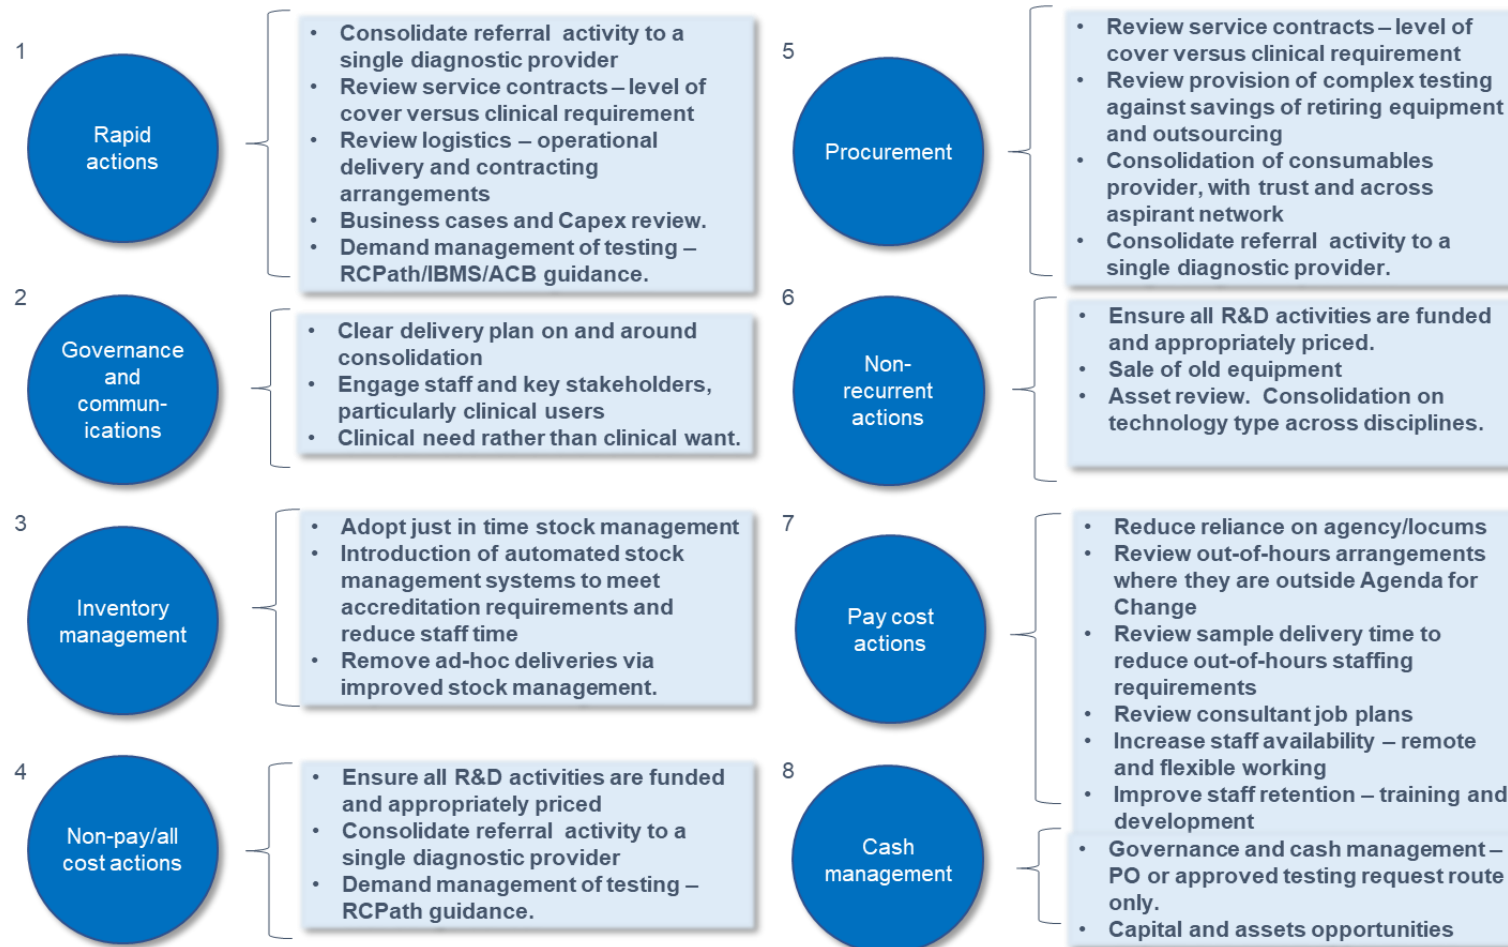 1
Rapid
actions
• Consolidate referral activity to a
single diagnostic provider
• Review service contracts – level of
cover versus clinical requirement
• Review logistics – operational
delivery and contracting
arrangements
• Business cases and Capex review.
• Demand management of testing –
RCPath/IBMS/ACB guidance.
2
Governance
and
commun-
ications
• Clear delivery plan on and around
consolidation
• Engage staff and key stakeholders,
particularly clinical users
• Clinical need rather than clinical want.
3
Inventory
management
• Adopt just in time stock management
• Introduction of automated stock
management systems to meet
accreditation requirements and
reduce staff time
• Remove ad-hoc deliveries via
improved stock management.
4
Non-pay/all
cost actions
• Ensure all R&D activities are funded
and appropriately priced
• Consolidate referral activity to a
single diagnostic provider
• Demand management of testing –
RCPath guidance.
5
Procurement
• Review service contracts – level of
cover versus clinical requirement
• Review provision of complex testing
against savings of retiring equipment
and outsourcing
• Consolidation of consumables
provider, with trust and across
aspirant network
• Consolidate referral activity to a
single diagnostic provider.
6
Non-
recurrent
actions
• Ensure all R&D activities are funded
and appropriately priced.
• Sale of old equipment
• Asset review. Consolidation on
technology type across disciplines.
7
Pay cost
actions
• Reduce reliance on agency/locums
• Review out-of-hours arrangements
where they are outside Agenda for
Change
• Review sample delivery time to
reduce out-of-hours staffing
requirements
• Review consultant job plans
• Increase staff availability – remote
and flexible working
• Improve staff retention – training and
development
8
Cash
management
• Governance and cash management –
PO or approved testing request route
only.
• Capital and assets opportunities